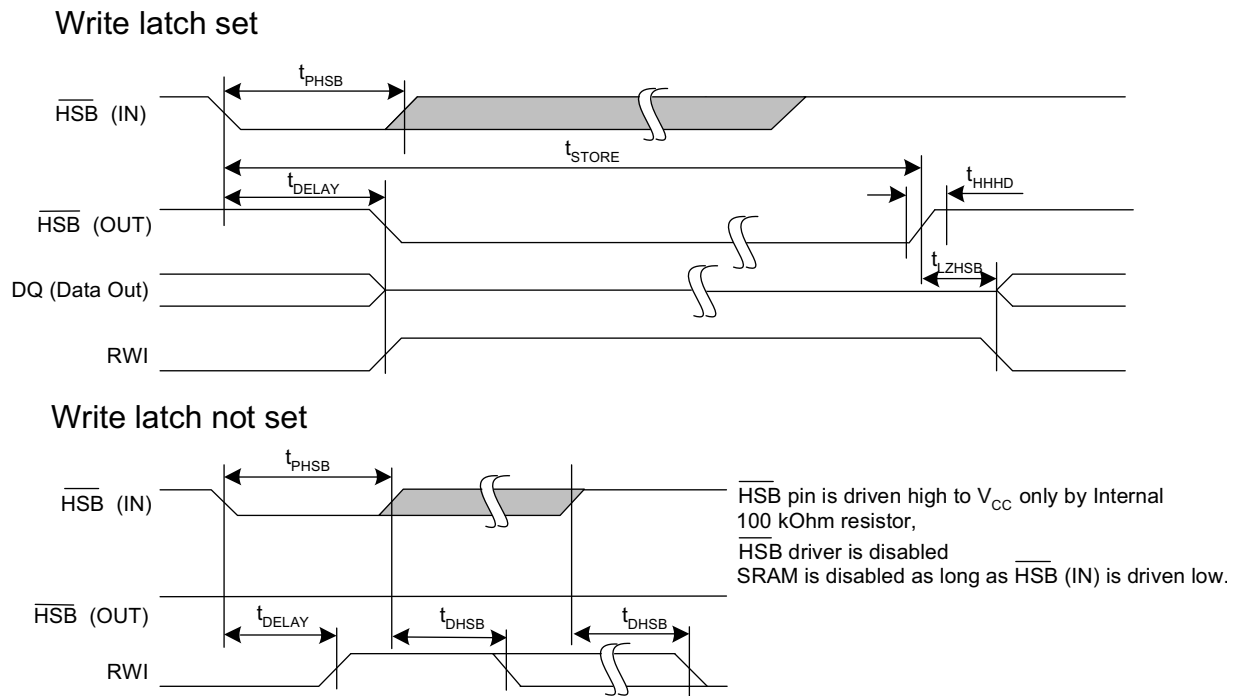 Write latch set
tPHSB
HSB (IN)
tSTORE
tDELAY
tHHHD
HSB (OUT)
tLZHSB
DQ (Data Out)
RWI
Write latch not set
tPHSB
HSB (IN)
HSB pin is driven high to VCC only by Internal
100 kOhm resistor,
HSB driver is disabled
SRAM is disabled as long as HSB (IN) is driven low.
HSB (OUT)
tDELAY
tDHSB
tDHSB
RWI